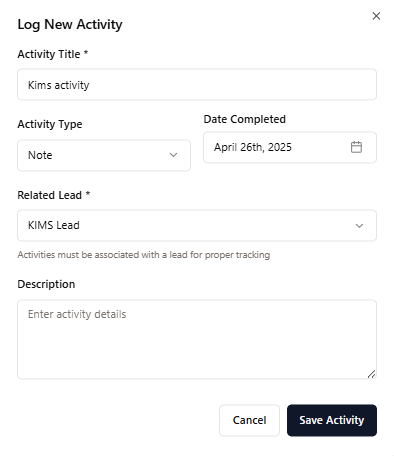 Log New Activity
Activity Title *
Kims activity
Activity Type
Date Completed
Note
April 26th, 2025
Related Lead *
KIMS Lead
Activities must be associated with a lead for proper tracking
Description
Enter activity details
Cancel
Save Activity